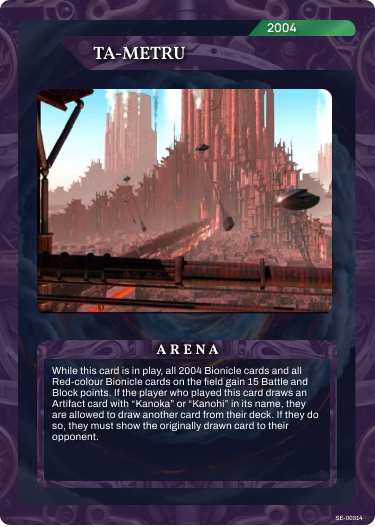 2004
TA-METRU
ARENA
While this card is in play, all 2004 Bionicle cards and all
Red-colour Bionicle cards on the field gain 15 Battle and
Block points. If the player who played this card draws an
Artifact card with “Kanoka” or “Kanohi” in its name, they
are allowed to draw another card from their deck. If they do
so, they must show the originally drawn card to their
opponent.
SE-00314